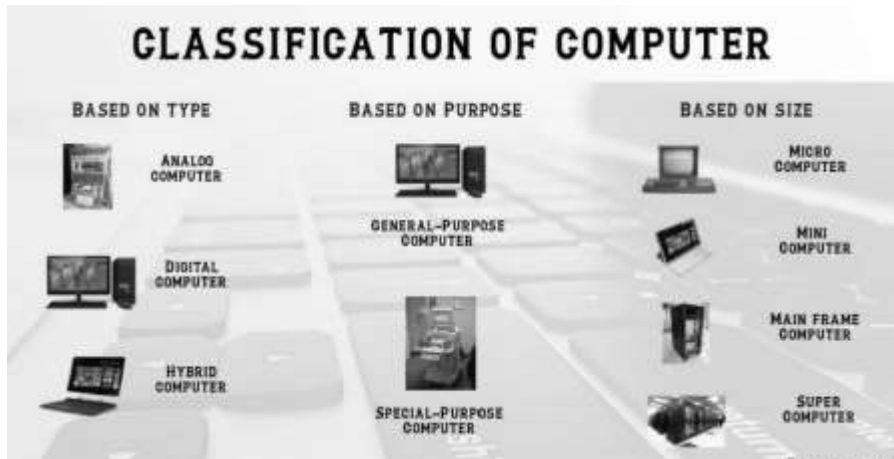 CLASSIFICATION OF COMPUTER
BASED ON TYPE
ANALOG
COMPUTER
DIGITAL
COMPUTER
HYBRID
COMPUTER
BASED ON PURPOSE
GENERAL-PURPOSE
COMPUTER
SPECIAL-PURPOSE
COMPUTER
BASED ON SIZE
MICRO
COMPUTER
MINI
COMPUTER
MAIN FRAME
COMPUTER
SUPER
COMPUTER